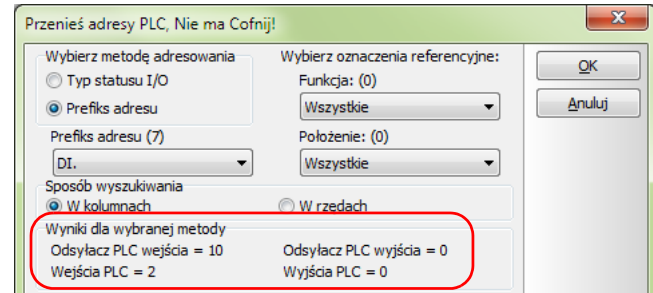 Przenieś adresy PLC, Nie ma Cofnij!
Wybierz metodę adresowania
Typ statusu I/O
Prefiks adresu
Wybierz oznaczenia referencyjne:
Funkcja: (0)
Wszystkie
OK
Anuluj
Prefiks adresu (7)
DI.
Położenie: (0)
Wszystkie
Sposób wyszukiwania
W kolumnach
W rzedach
Wyniki dla wybranej metody
Odsyłacz PLC wejścia = 10
Odsyłacz PLC wyjścia = 0
Wejścia PLC = 2
Wyjścia PLC = 0